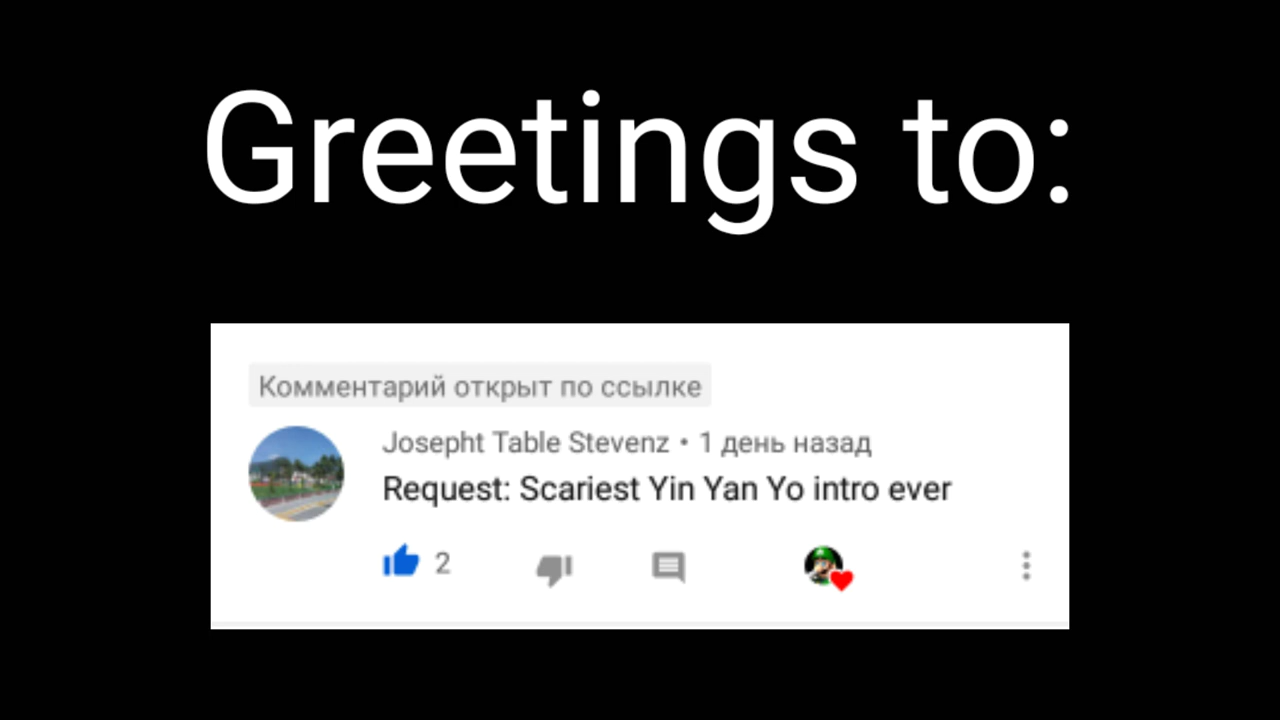 Greetings to:
Комментарий открыт по ссылке
Josepht Table Stevenz • 1 день назад
Request: Scariest Yin Yan Yo intro ever
2